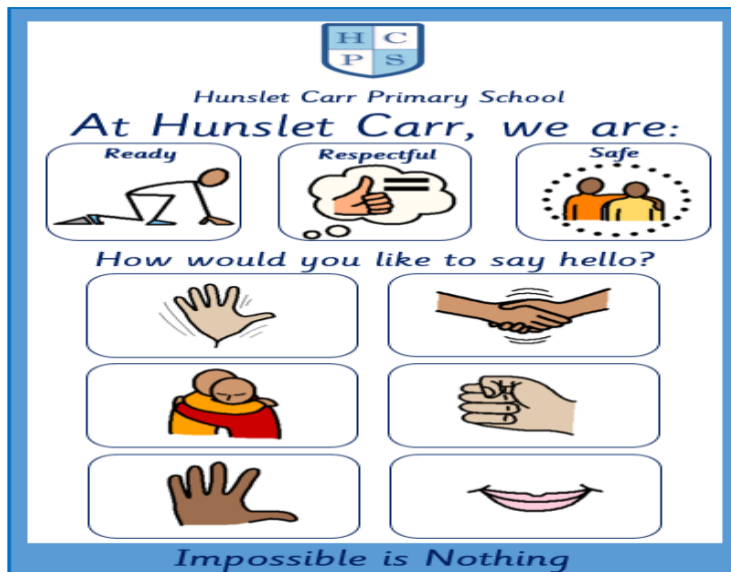 H C
P S
Hunslet Carr Primary School
At Hunslet Carr, we are:
Ready Respectful Safe
How would you like to say hello?
Impossible is Nothing